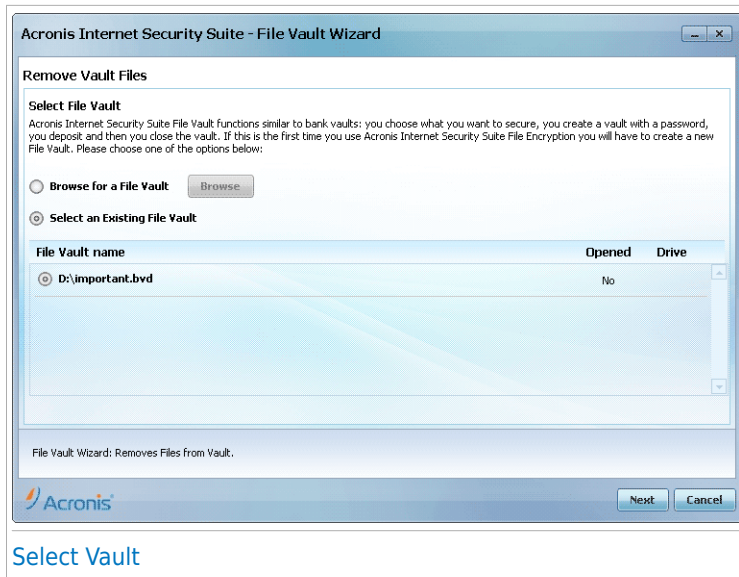 Acronis Internet Security Suite - File Vault Wizard
Remove Vault Files
Select File Vault
Acronis Internet Security Suite File Vault functions similar to bank vaults: you choose what you want to secure, you create a vault with a password,
you deposit and then you close the vault. If this is the first time you use Acronis Internet Security Suite File Encryption you will have to create a new
File Vault. Please choose one of the options below:
Browse for a File Vault Browse
Select an Existing File Vault
File Vault name Opened Drive
D:\important.bvd No
File Vault Wizard: Removes Files from Vault.
Acronis Next Cancel
Select Vault